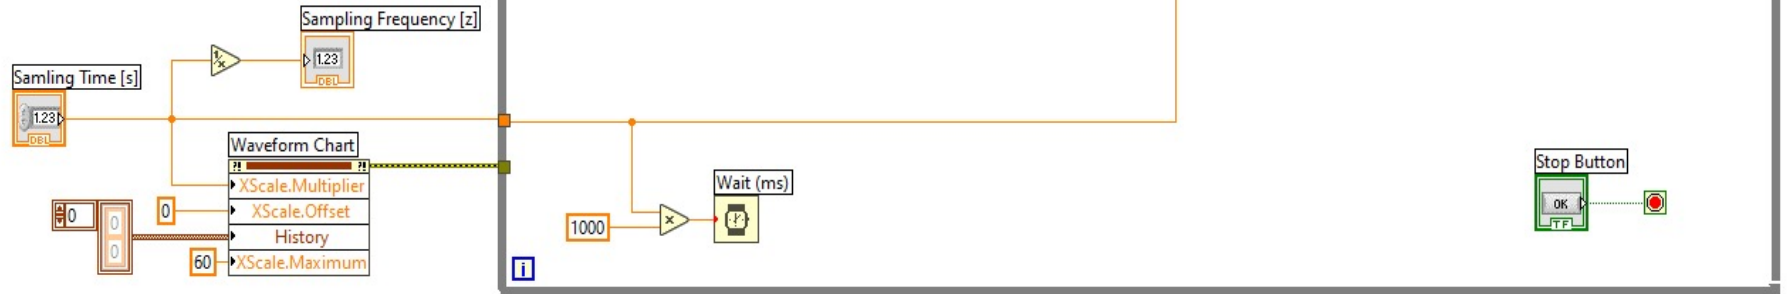 Sampling Frequency [z]
1/x
1.23
DBL
Samling Time [s]
1.23
DBL
Waveform Chart
?! ?!
XScale.Multiplier
0
XScale.Offset
0
0
0
History
60
XScale.Maximum
i
1000
x
Wait (ms)
Stop Button
OK
TF